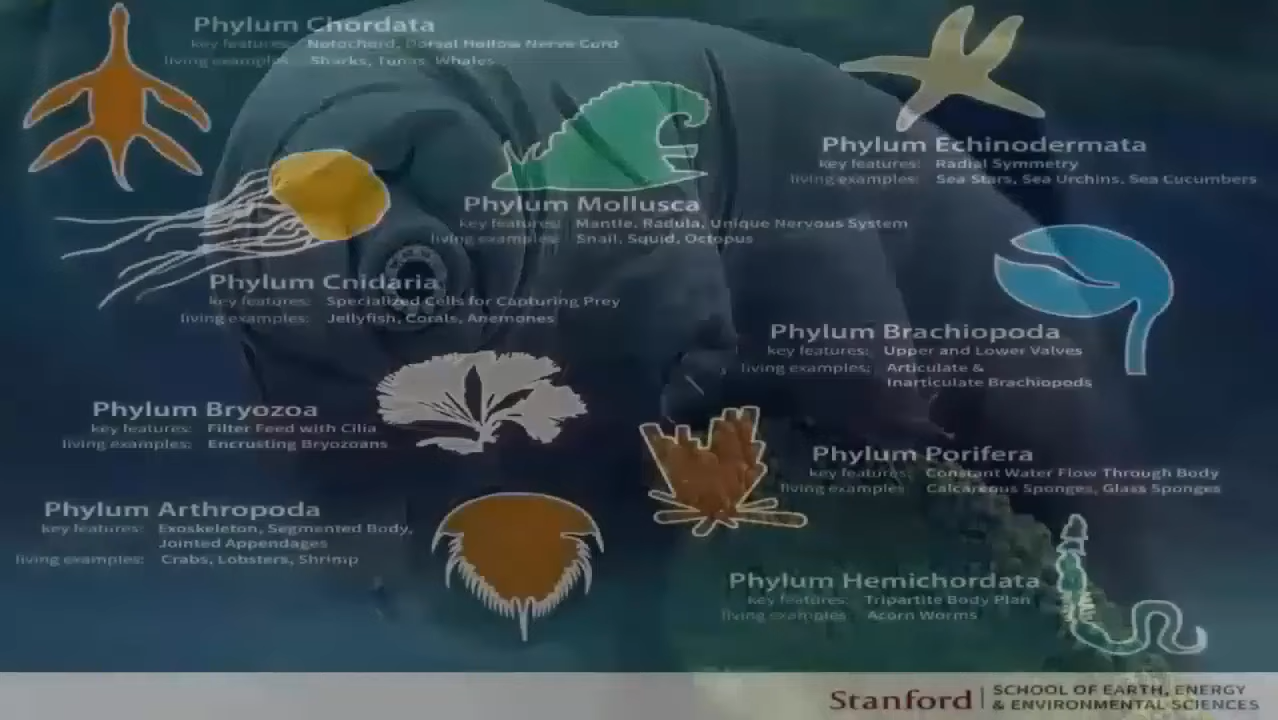 Phylum Chordata
key features: Notochord, Dorsal Hollow Nerve Cord
living examples: Sharks, Tunas, Whales
Phylum Echinodermata
key features: Radial Symmetry
living examples: Sea Stars, Sea Urchins, Sea Cucumbers
Phylum Mollusca
key features: Mantle, Radula, Unique Nervous System
living examples: Snail, Squid, Octopus
Phylum Cnidaria
key features: Specialized Cells for Capturing Prey
living examples: Jellyfish, Corals, Anemones
Phylum Brachiopoda
key features: Upper and Lower Valves
living examples: Articulate &
Inarticulate Brachiopods
Phylum Bryozoa
key features: Filter Feed with Cilia
living examples: Encrusting Bryozoans
Phylum Porifera
key features: Constant Water Flow Through Body
living examples: Calcareous Sponges, Glass Sponges
Phylum Arthropoda
key features: Exoskeleton, Segmented Body,
Jointed Appendages
living examples: Crabs, Lobsters, Shrimp
Phylum Hemichordata
key features: Tripartite Body Plan
living examples: Acorn Worms
Stanford | SCHOOL OF EARTH, ENERGY
& ENVIRONMENTAL SCIENCES